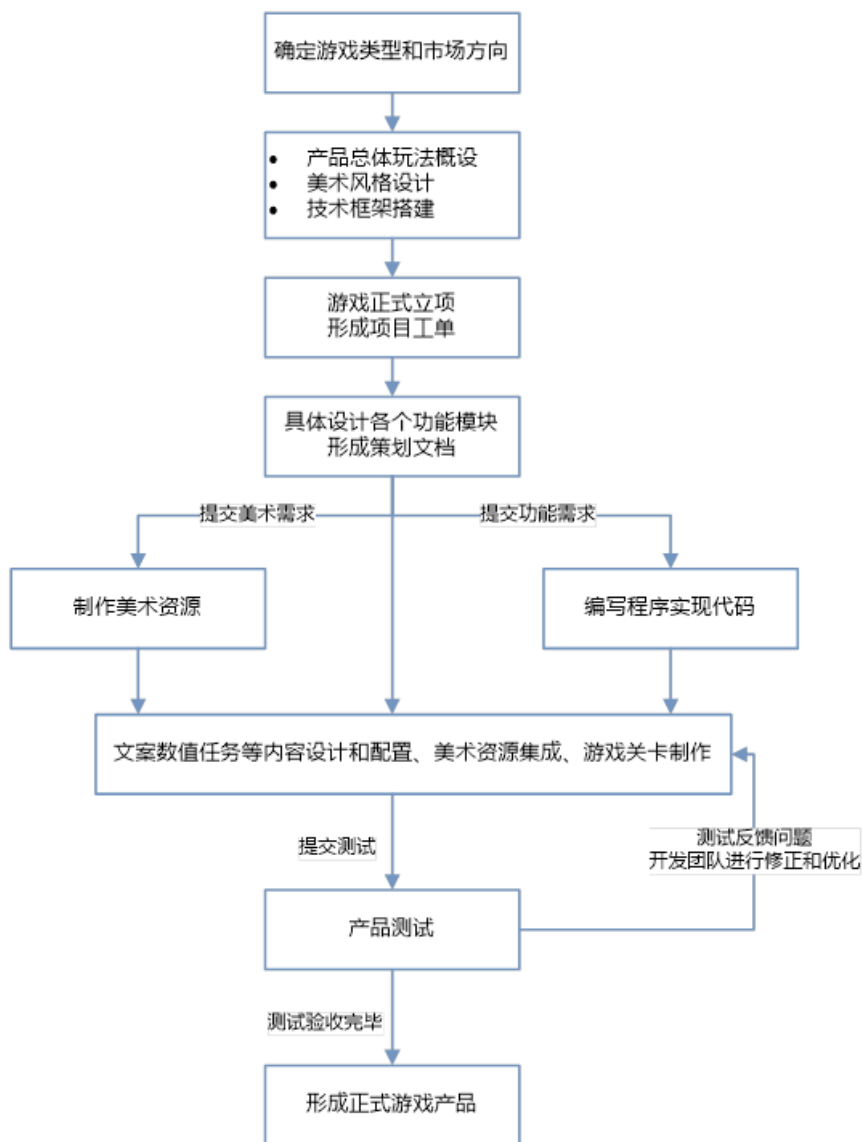 确定游戏类型和市场方向
• 产品总体玩法概设
• 美术风格设计
• 技术框架搭建
游戏正式立项
形成项目工单
具体设计各个功能模块
形成策划文档
提交美术需求
提交功能需求
制作美术资源
编写程序实现代码
文案数值任务等内容设计和配置、美术资源集成、游戏关卡制作
提交测试
测试反馈问题
开发团队进行修正和优化
产品测试
测试验收完毕
形成正式游戏产品